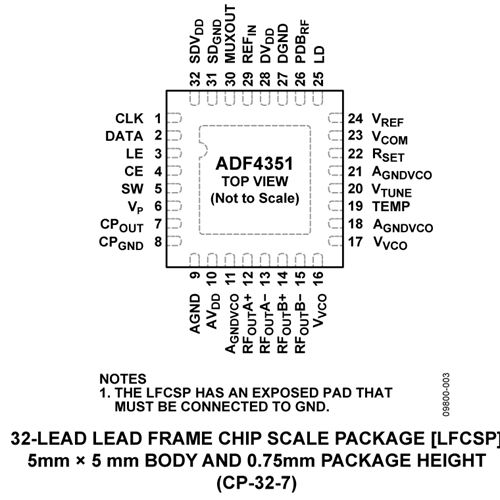 32 SDVDD
31 SDGND
30 MUXOUT
29 REFIN
28 DVDD
27 DGND
26 PDBRF
25 LD
CLK 1
DATA 2
LE 3
CE 4
SW 5
VP 6
CPOUT 7
CPGND 8
ADF4351
TOP VIEW
(Not to Scale)
24 VREF
23 VCOM
22 RSET
21 AGNDVCO
20 VTUNE
19 TEMP
18 AGNDVCO
17 VVCO
AGND 9
AVDD 10
AGNDVCO 11
RFOUTA+ 12
RFOUTA− 13
RFOUTB+ 14
RFOUTB− 15
VVCO 16
NOTES
1. THE LFCSP HAS AN EXPOSED PAD THAT
MUST BE CONNECTED TO GND.
09800-003
32-LEAD LEAD FRAME CHIP SCALE PACKAGE [LFCSP]
5mm × 5 mm BODY AND 0.75mm PACKAGE HEIGHT
(CP-32-7)